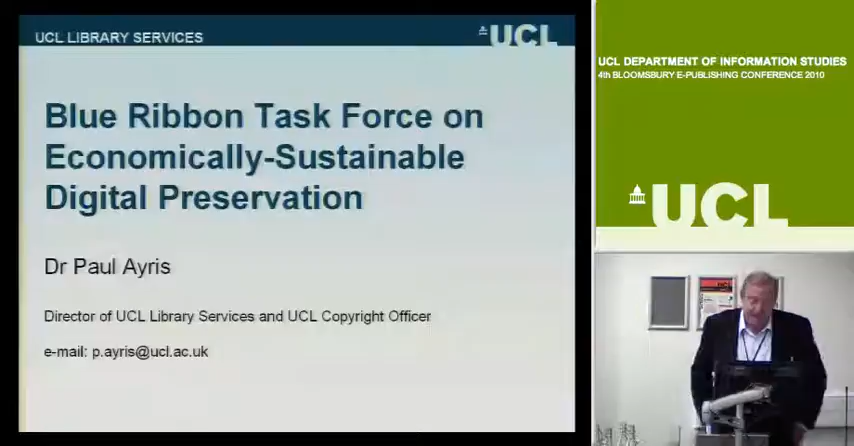 UCL LIBRARY SERVICES
UCL
Blue Ribbon Task Force on
Economically-Sustainable
Digital Preservation
Dr Paul Ayris
Director of UCL Library Services and UCL Copyright Officer
e-mail: p.ayris@ucl.ac.uk
UCL DEPARTMENT OF INFORMATION STUDIES
4th BLOOMSBURY E-PUBLISHING CONFERENCE 2010
UCL